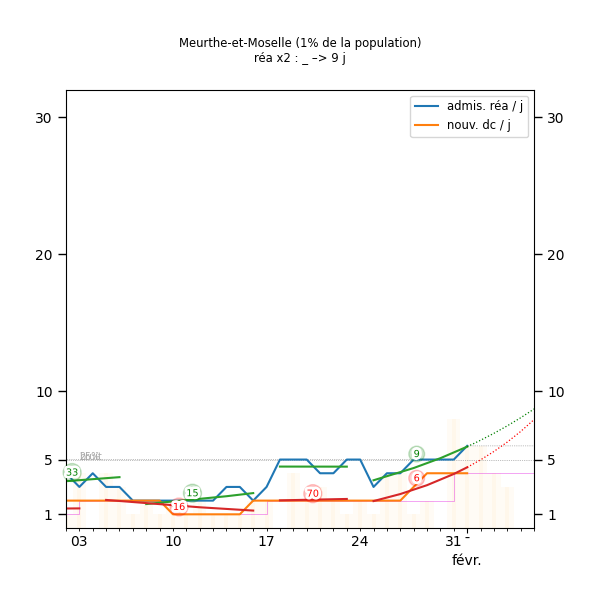 Meurthe-et-Moselle (1% de la population)
réa x2 : _ –> 9 j
admis. réa / j
nouv. dc / j
30 30
20 20
10 10
5 5
1 1
33
15
16
70
9
6
03 10 17 24 31 -
févr.